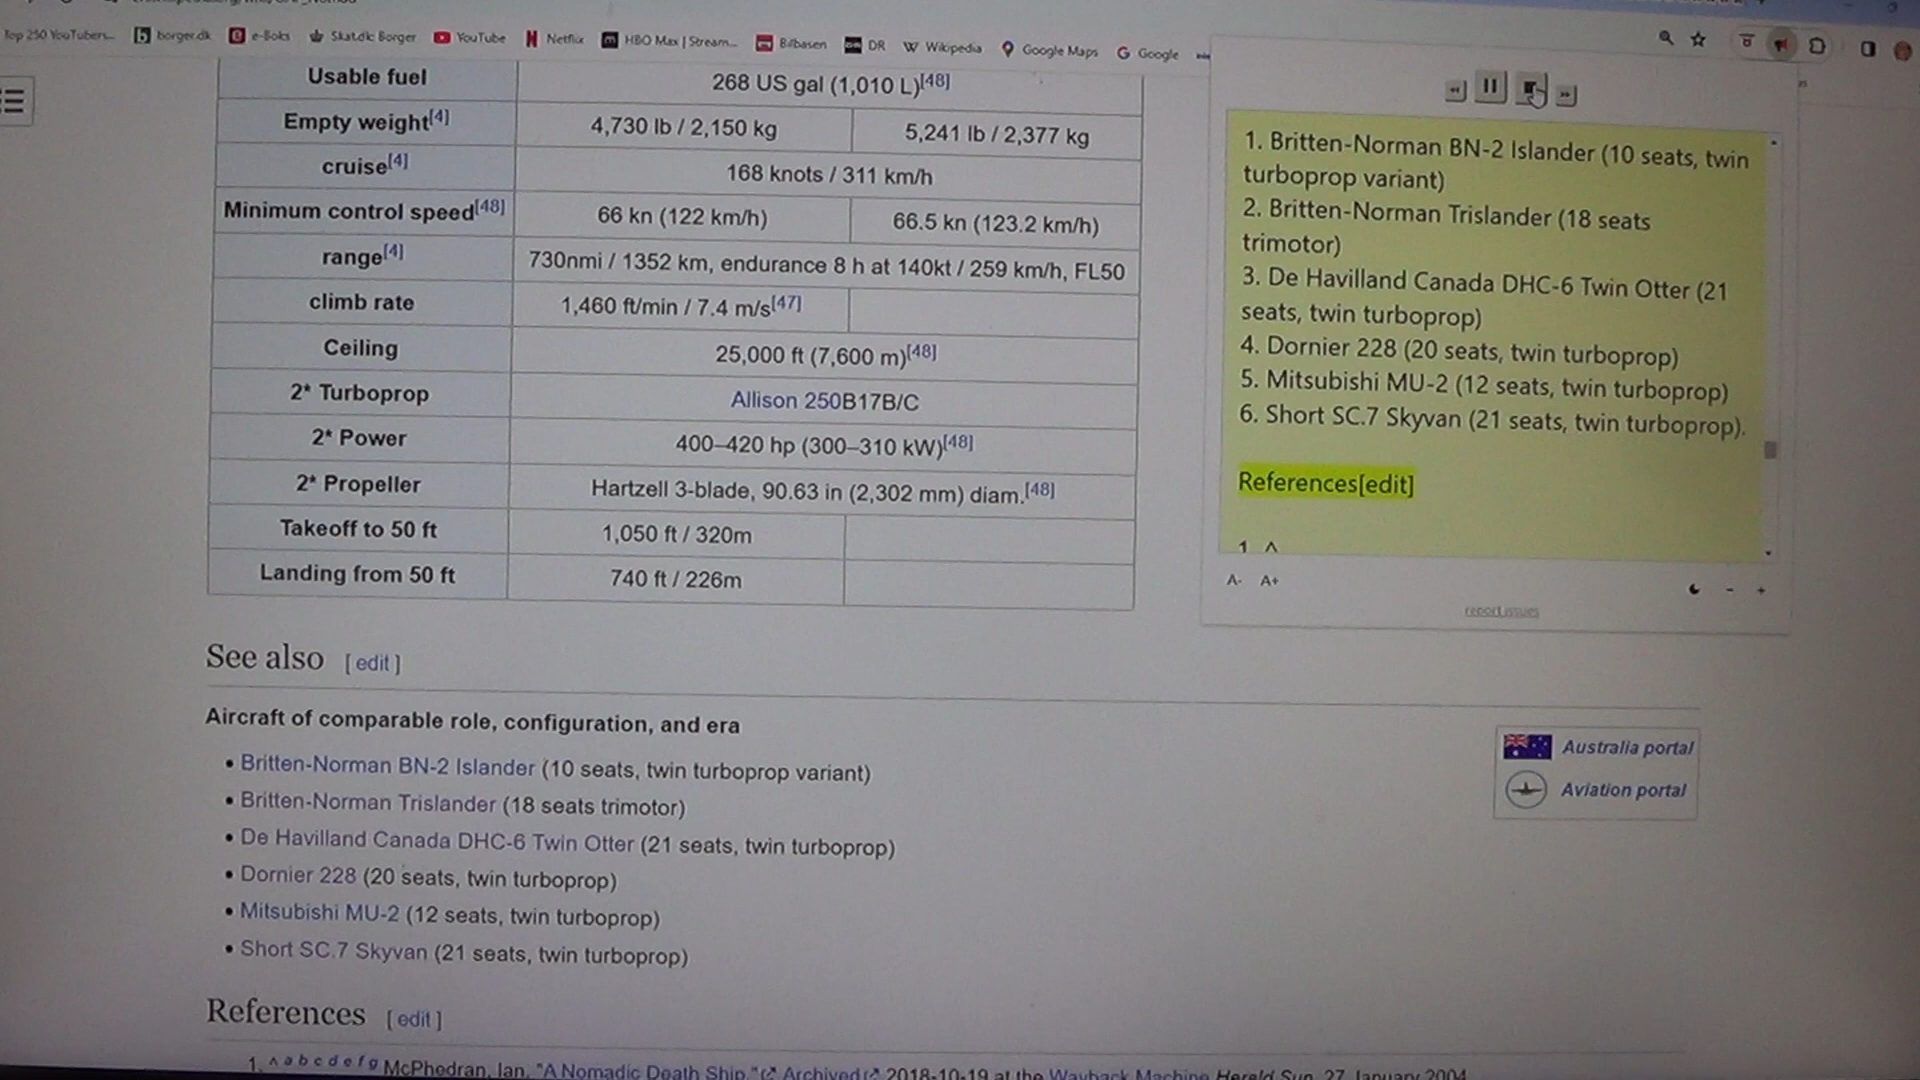 Top 250 YouTubers... borger.dk e-Boks Skat.dk: Borger YouTube Netflix HBO Max | Stream... Bilbasen DR Wikipedia Google Maps Google
Usable fuel 268 US gal (1,010 L)[48]
Empty weight[4] 4,730 lb / 2,150 kg 5,241 lb / 2,377 kg
cruise[4] 168 knots / 311 km/h
Minimum control speed[48] 66 kn (122 km/h) 66.5 kn (123.2 km/h)
range[4] 730nmi / 1352 km, endurance 8 h at 140kt / 259 km/h, FL50
climb rate 1,460 ft/min / 7.4 m/s[47]
Ceiling 25,000 ft (7,600 m)[48]
2* Turboprop Allison 250B17B/C
2* Power 400–420 hp (300–310 kW)[48]
2* Propeller Hartzell 3-blade, 90.63 in (2,302 mm) diam.[48]
Takeoff to 50 ft 1,050 ft / 320m
Landing from 50 ft 740 ft / 226m
1. Britten-Norman BN-2 Islander (10 seats, twin
turboprop variant)
2. Britten-Norman Trislander (18 seats
trimotor)
3. De Havilland Canada DHC-6 Twin Otter (21
seats, twin turboprop)
4. Dornier 228 (20 seats, twin turboprop)
5. Mitsubishi MU-2 (12 seats, twin turboprop)
6. Short SC.7 Skyvan (21 seats, twin turboprop).
References[edit]
1. ^
A- A+ - +
report issues
See also [ edit ]
Aircraft of comparable role, configuration, and era
• Britten-Norman BN-2 Islander (10 seats, twin turboprop variant)
• Britten-Norman Trislander (18 seats trimotor)
• De Havilland Canada DHC-6 Twin Otter (21 seats, twin turboprop)
• Dornier 228 (20 seats, twin turboprop)
• Mitsubishi MU-2 (12 seats, twin turboprop)
• Short SC.7 Skyvan (21 seats, twin turboprop)
Australia portal
Aviation portal
References [ edit ]
1. ^ a b c d e f g McPhedran, Ian. "A Nomadic Death Ship." Archived 2018-10-19 at the Wayback Machine Herald Sun, 27 January 2004